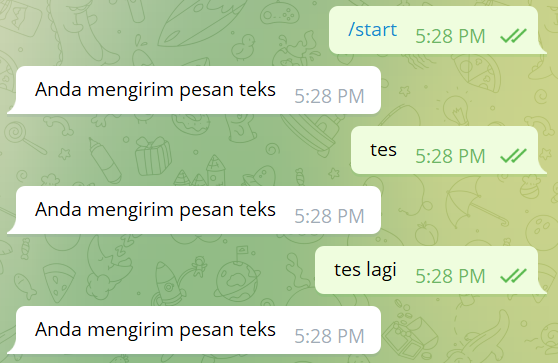 /start 5:28 PM
Anda mengirim pesan teks 5:28 PM
tes 5:28 PM
Anda mengirim pesan teks 5:28 PM
tes lagi 5:28 PM
Anda mengirim pesan teks 5:28 PM